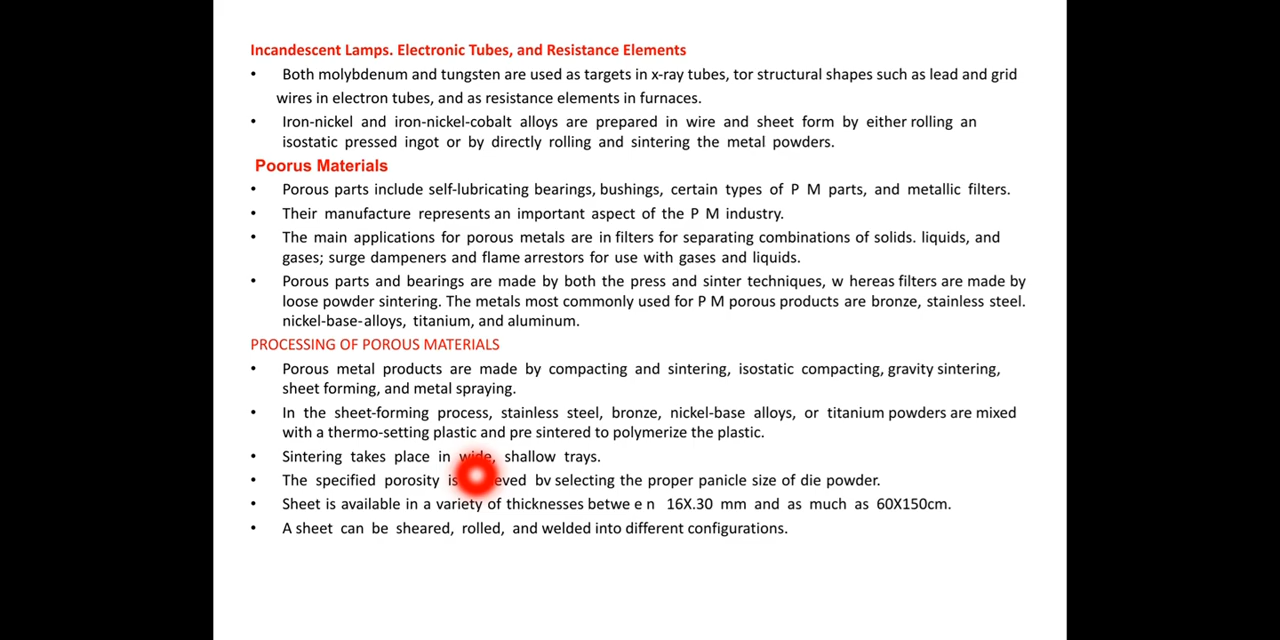 Incandescent Lamps. Electronic Tubes, and Resistance Elements
• Both molybdenum and tungsten are used as targets in x-ray tubes, tor structural shapes such as lead and grid
wires in electron tubes, and as resistance elements in furnaces.
• Iron-nickel and iron-nickel-cobalt alloys are prepared in wire and sheet form by either rolling an
isostatic pressed ingot or by directly rolling and sintering the metal powders.
Poorus Materials
• Porous parts include self-lubricating bearings, bushings, certain types of P M parts, and metallic filters.
• Their manufacture represents an important aspect of the P M industry.
• The main applications for porous metals are in filters for separating combinations of solids. liquids, and
gases; surge dampeners and flame arrestors for use with gases and liquids.
• Porous parts and bearings are made by both the press and sinter techniques, w hereas filters are made by
loose powder sintering. The metals most commonly used for P M porous products are bronze, stainless steel.
nickel-base-alloys, titanium, and aluminum.
PROCESSING OF POROUS MATERIALS
• Porous metal products are made by compacting and sintering, isostatic compacting, gravity sintering,
sheet forming, and metal spraying.
• In the sheet-forming process, stainless steel, bronze, nickel-base alloys, or titanium powders are mixed
with a thermo-setting plastic and pre sintered to polymerize the plastic.
• Sintering takes place in wide, shallow trays.
• The specified porosity is eved bv selecting the proper panicle size of die powder.
• Sheet is available in a variety of thicknesses betwe e n 16X.30 mm and as much as 60X150cm.
• A sheet can be sheared, rolled, and welded into different configurations.